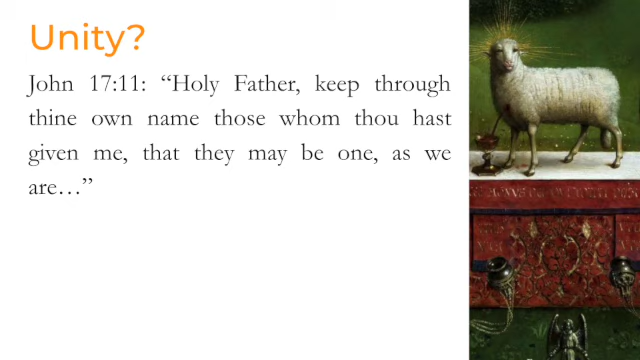 Unity?
John 17:11: “Holy Father, keep through
thine own name those whom thou hast
given me, that they may be one, as we
are…”